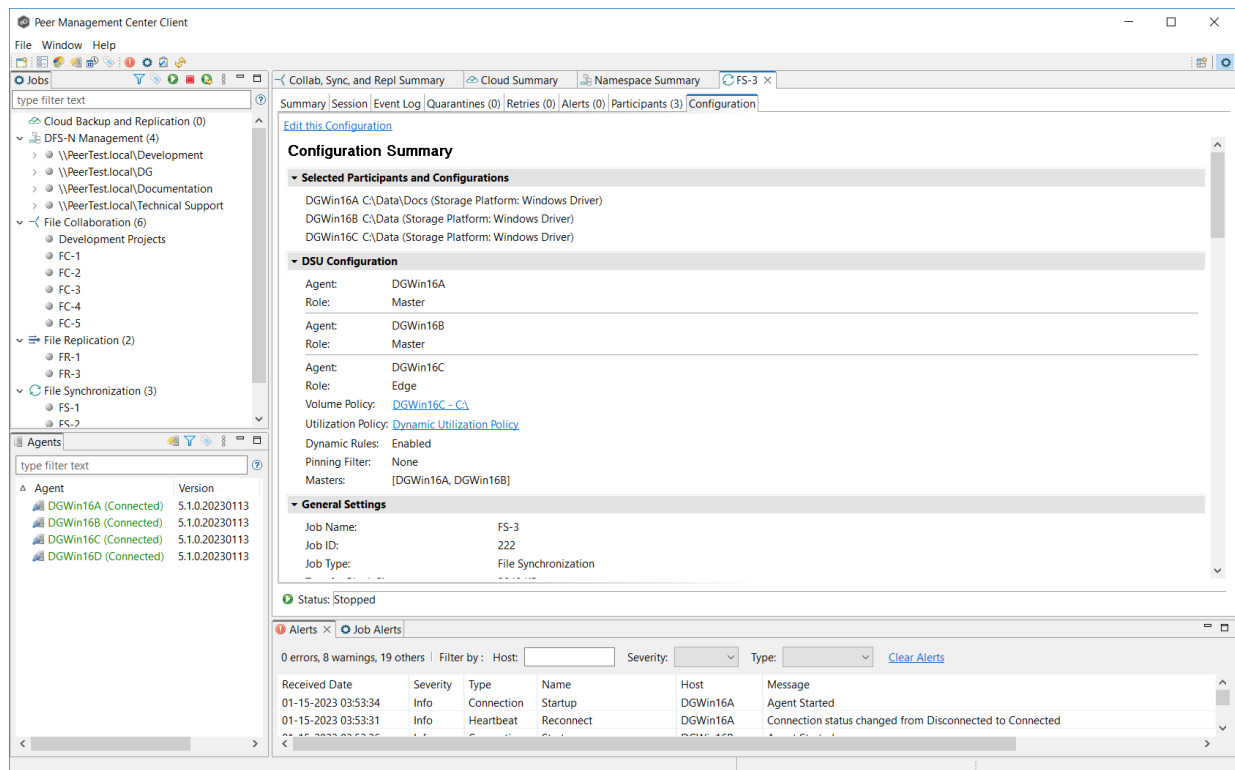 Peer Management Center Client
File Window Help
Jobs
type filter text
Cloud Backup and Replication (0)
DFS-N Management (4)
\\PeerTest.local\Development
\\PeerTest.local\DG
\\PeerTest.local\Documentation
\\PeerTest.local\Technical Support
File Collaboration (6)
Development Projects
FC-1
FC-2
FC-3
FC-4
FC-5
File Replication (2)
FR-1
FR-3
File Synchronization (3)
FS-1
FS-2
Agents
type filter text
Agent Version
DGWin16A (Connected) 5.1.0.20230113
DGWin16B (Connected) 5.1.0.20230113
DGWin16C (Connected) 5.1.0.20230113
DGWin16D (Connected) 5.1.0.20230113
Collab, Sync, and Repl Summary Cloud Summary Namespace Summary FS-3
Summary Session Event Log Quarantines (0) Retries (0) Alerts (0) Participants (3) Configuration
Edit this Configuration
Configuration Summary
Selected Participants and Configurations
DGWin16A C:\Data\Docs (Storage Platform: Windows Driver)
DGWin16B C:\Data (Storage Platform: Windows Driver)
DGWin16C C:\Data (Storage Platform: Windows Driver)
DSU Configuration
Agent: DGWin16A
Role: Master
Agent: DGWin16B
Role: Master
Agent: DGWin16C
Role: Edge
Volume Policy: DGWin16C - C:\
Utilization Policy: Dynamic Utilization Policy
Dynamic Rules: Enabled
Pinning Filter: None
Masters: [DGWin16A, DGWin16B]
General Settings
Job Name: FS-3
Job ID: 222
Job Type: File Synchronization
Status: Stopped
Alerts Job Alerts
0 errors, 8 warnings, 19 others Filter by : Host: Severity: Type: Clear Alerts
Received Date Severity Type Name Host Message
01-15-2023 03:53:34 Info Connection Startup DGWin16A Agent Started
01-15-2023 03:53:31 Info Heartbeat Reconnect DGWin16A Connection status changed from Disconnected to Connected